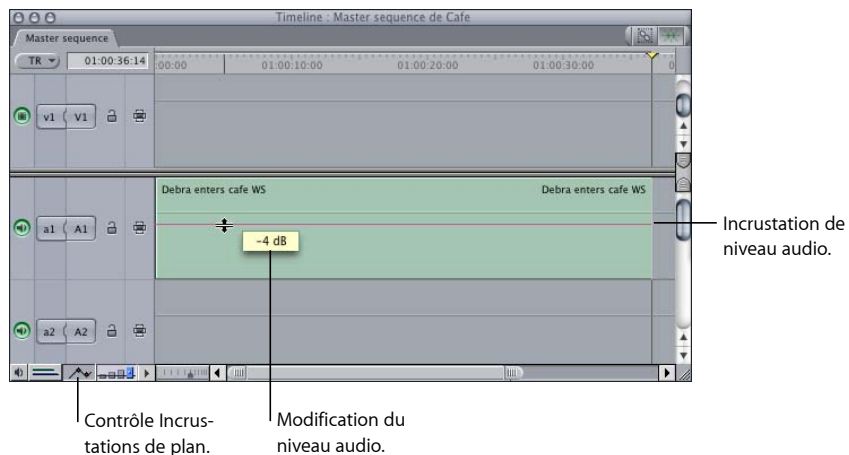 Timeline : Master sequence de Cafe
Master sequence
TR 01:00:36:14 :00:00 01:00:10:00 01:00:20:00 01:00:30:00 0
v1 V1
Debra enters cafe WS Debra enters cafe WS
a1 A1
-4 dB
Incrustation de
niveau audio.
a2 A2
Contrôle Incrus-
tations de plan.
Modification du
niveau audio.